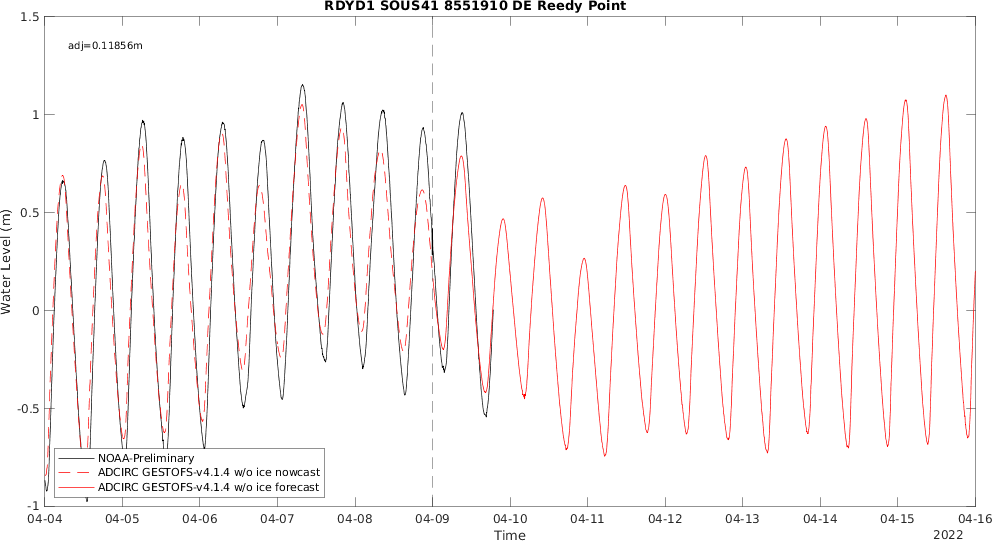 RDYD1 SOUS41 8551910 DE Reedy Point
adj=0.11856m
1.5
1
0.5
0
-0.5
-1
Water Level (m)
NOAA-Preliminary
ADCIRC GESTOFS-v4.1.4 w/o ice nowcast
ADCIRC GESTOFS-v4.1.4 w/o ice forecast
04-04 04-05 04-06 04-07 04-08 04-09 04-10 04-11 04-12 04-13 04-14 04-15 04-16
Time
2022